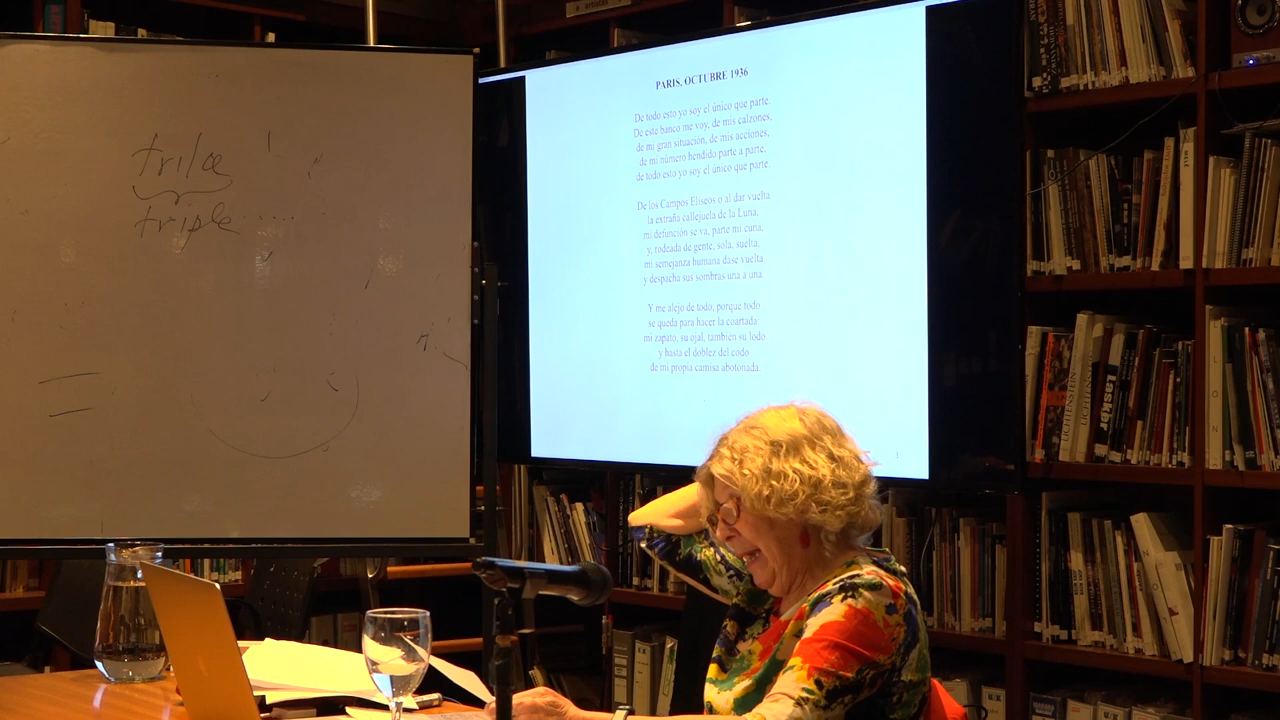 e artistes
trilce
triple.....
PARIS, OCTUBRE 1936
De todo esto yo soy el único que parte.
De este banco me voy, de mis calzones,
de mi gran situación, de mis acciones,
de mi número hendido parte a parte,
de todo esto yo soy el único que parte.
De los Campos Elíseos o al dar vuelta
la extraña callejuela de la Luna,
mi defunción se va, parte mi cuna,
y, rodeada de gente, sola, suelta,
mi semejanza humana dase vuelta
y despacha sus sombras una a una.
Y me alejo de todo, porque todo
se queda para hacer la coartada:
mi zapato, su ojal, también su lodo
y hasta el doblez del codo
de mi propia camisa abotonada.
1
LICHTENSTEIN
Lasker